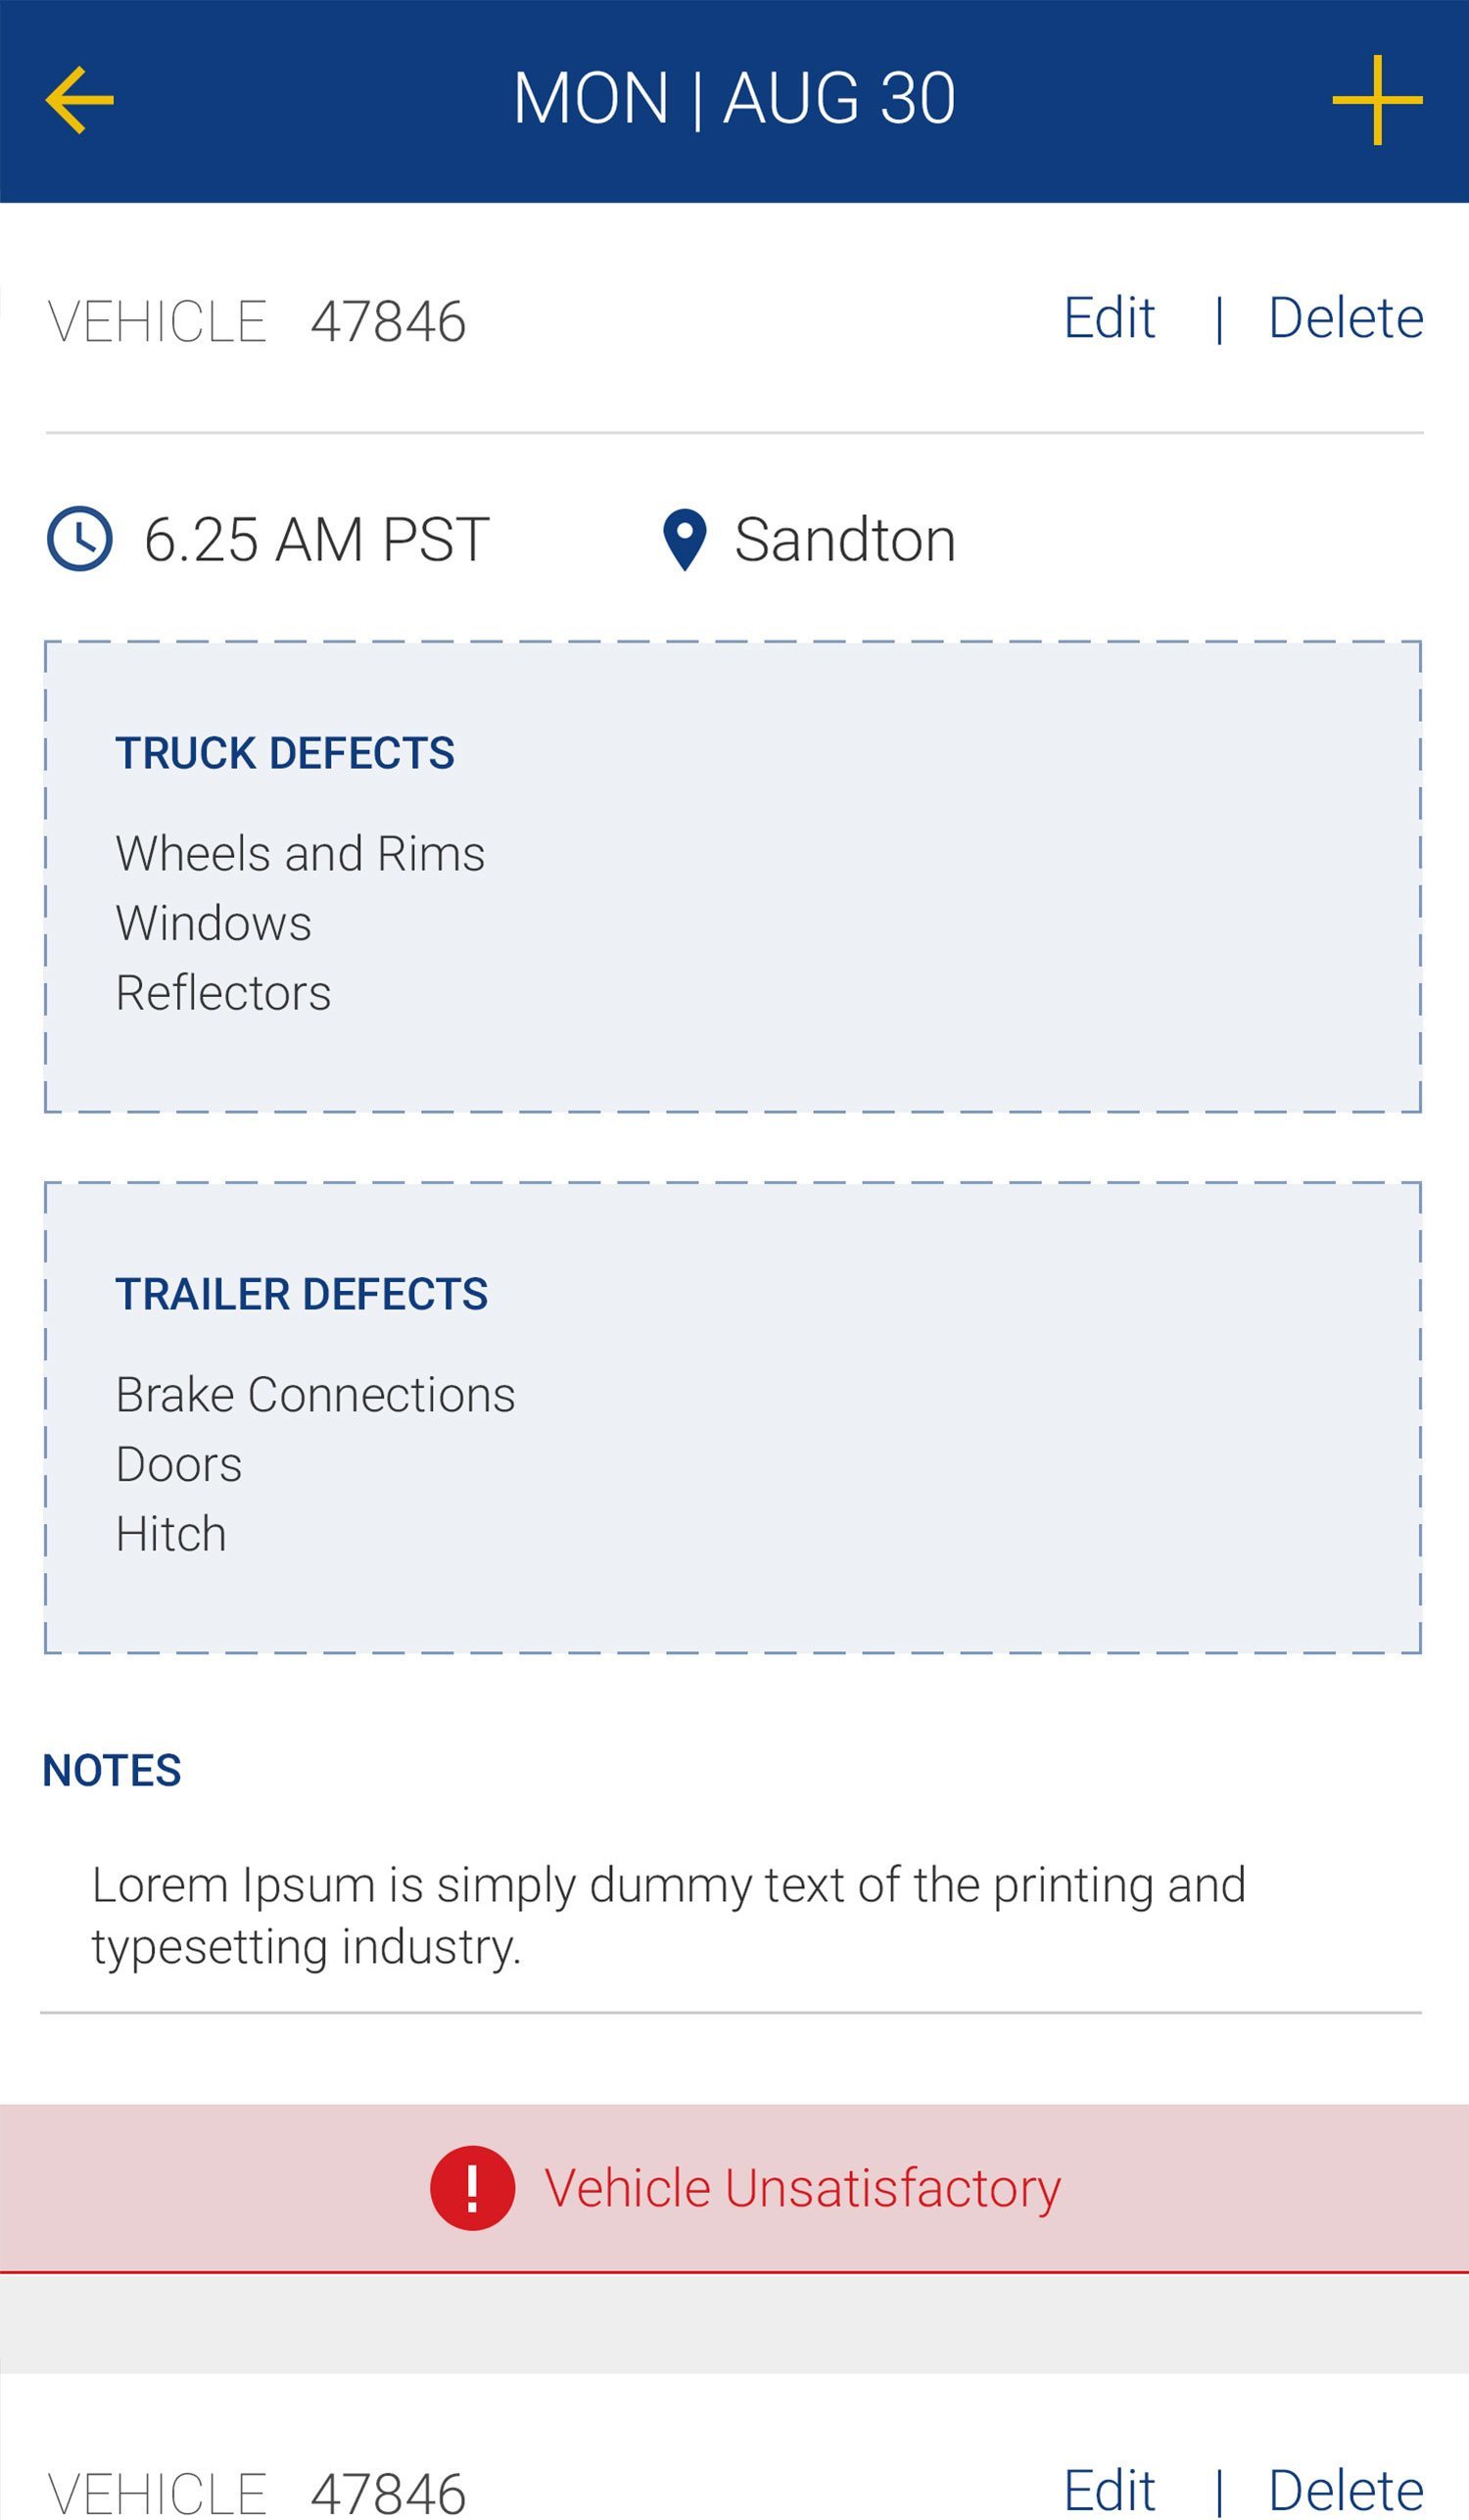 MON | AUG 30
VEHICLE 47846 Edit | Delete
6.25 AM PST Sandton
TRUCK DEFECTS
Wheels and Rims
Windows
Reflectors
TRAILER DEFECTS
Brake Connections
Doors
Hitch
NOTES
Lorem Ipsum is simply dummy text of the printing and
typesetting industry.
! Vehicle Unsatisfactory
VEHICLE 47846 Edit | Delete